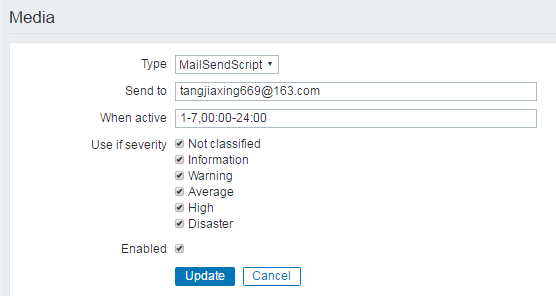 Media
Type MailSendScript
Send to tangjiaxing669@163.com
When active 1-7,00:00-24:00
Use if severity Not classified
Information
Warning
Average
High
Disaster
Enabled
Update Cancel